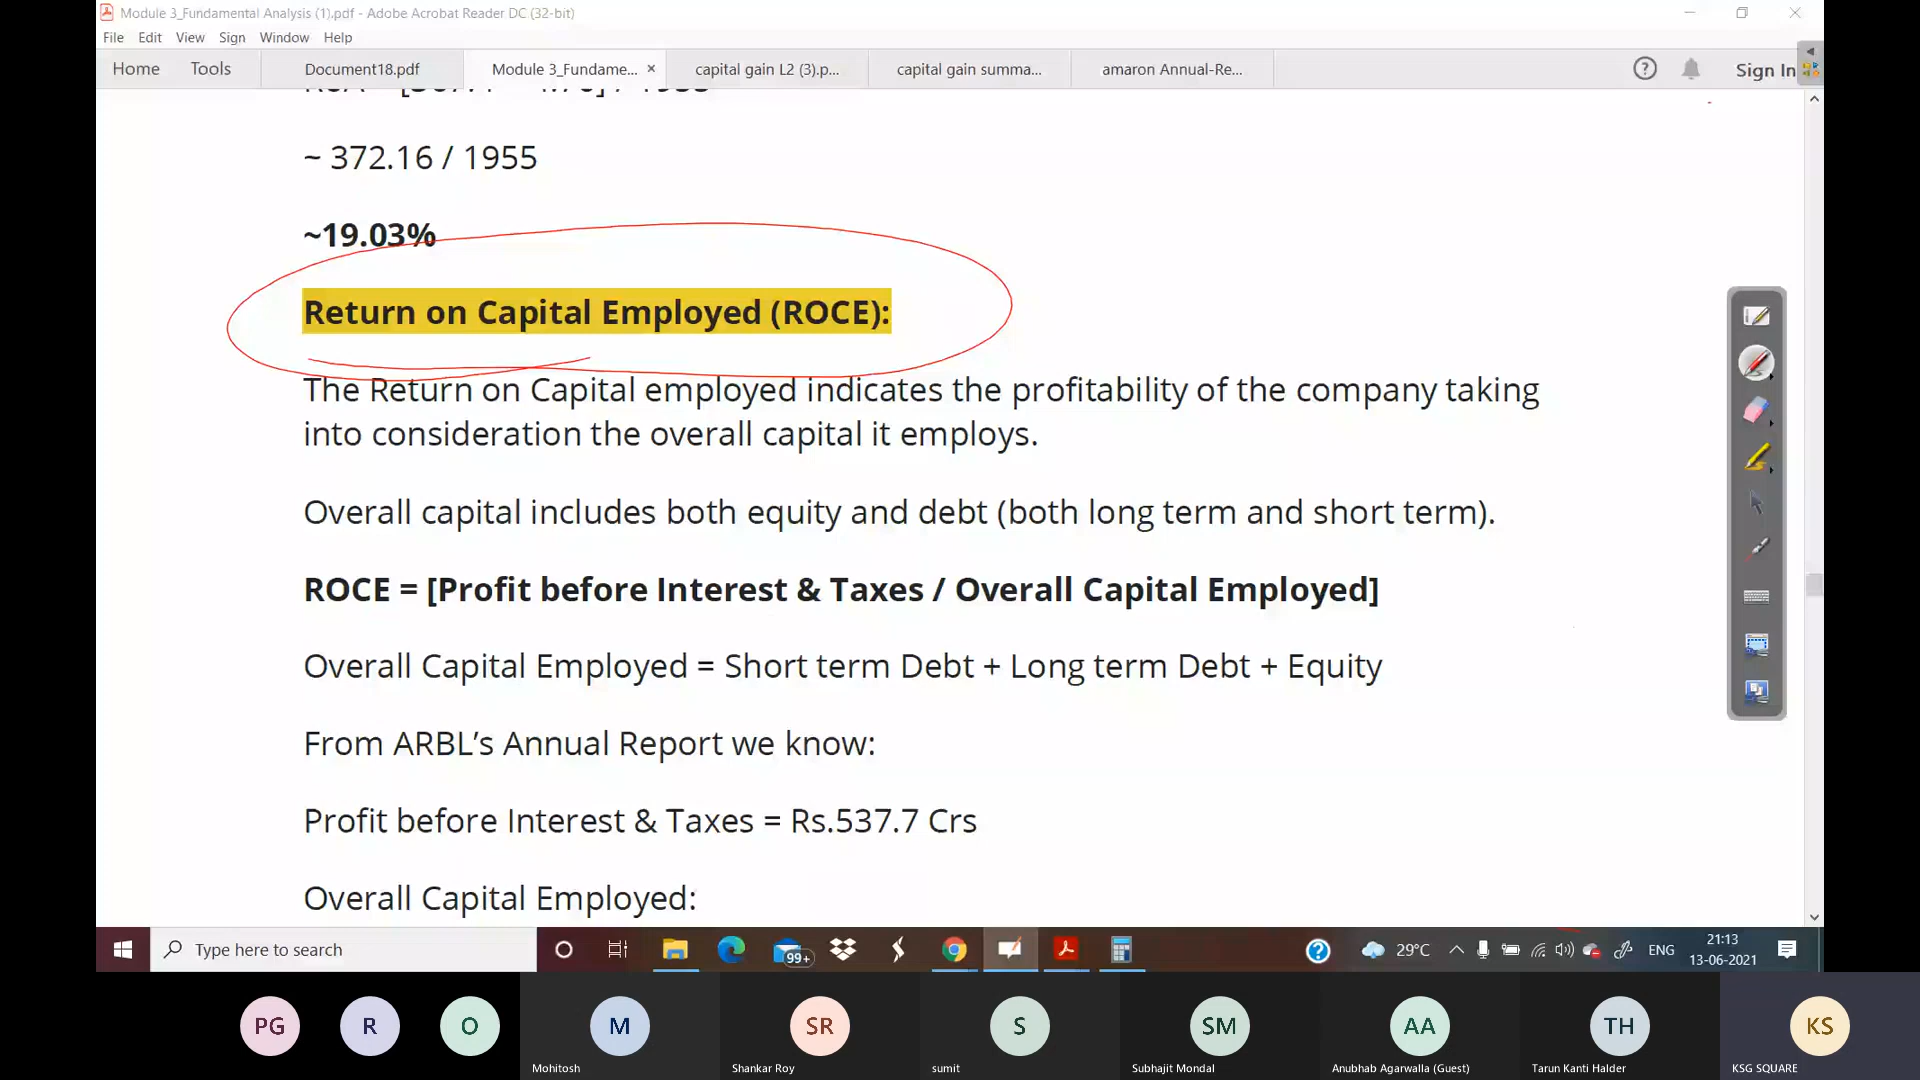 Module 3_Fundamental Analysis (1).pdf - Adobe Acrobat Reader DC (32-bit)
File Edit View Sign Window Help
Home Tools Document18.pdf Module 3_Fundame... × capital gain L2 (3).p... capital gain summa... amaron Annual-Re... Sign In
~ 372.16 / 1955
~19.03%
Return on Capital Employed (ROCE):
The Return on Capital employed indicates the profitability of the company taking
into consideration the overall capital it employs.
Overall capital includes both equity and debt (both long term and short term).
ROCE = [Profit before Interest & Taxes / Overall Capital Employed]
Overall Capital Employed = Short term Debt + Long term Debt + Equity
From ARBL’s Annual Report we know:
Profit before Interest & Taxes = Rs.537.7 Crs
Overall Capital Employed:
Type here to search
99+
29°C
ENG
21:13
13-06-2021
PG R O M SR S SM AA TH KS
Mohitosh Shankar Roy sumit Subhajit Mondal Anubhab Agarwalla (Guest) Tarun Kanti Halder KSG SQUARE